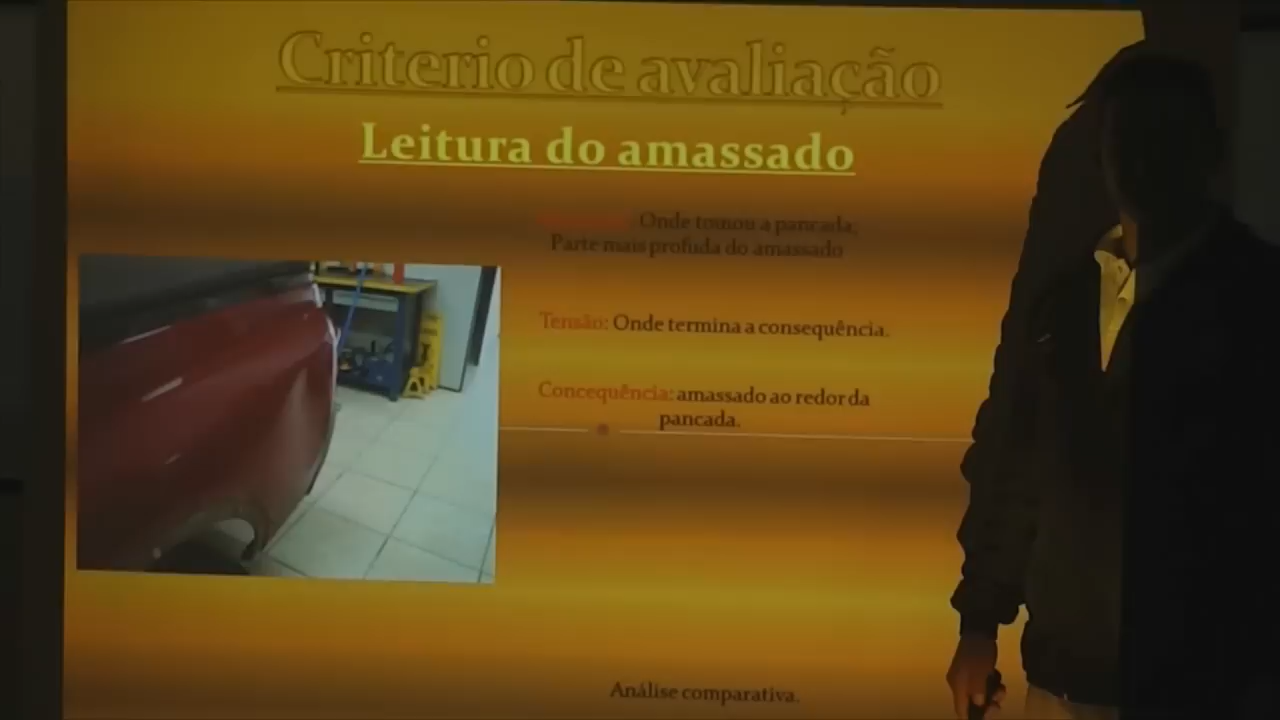 Criterio de avaliação
Leitura do amassado
: Onde tomou a pancada;
Parte mais profuda do amassado
Tensão: Onde termina a consequência.
Concequência: amassado ao redor da
pancada.
Análise comparativa.